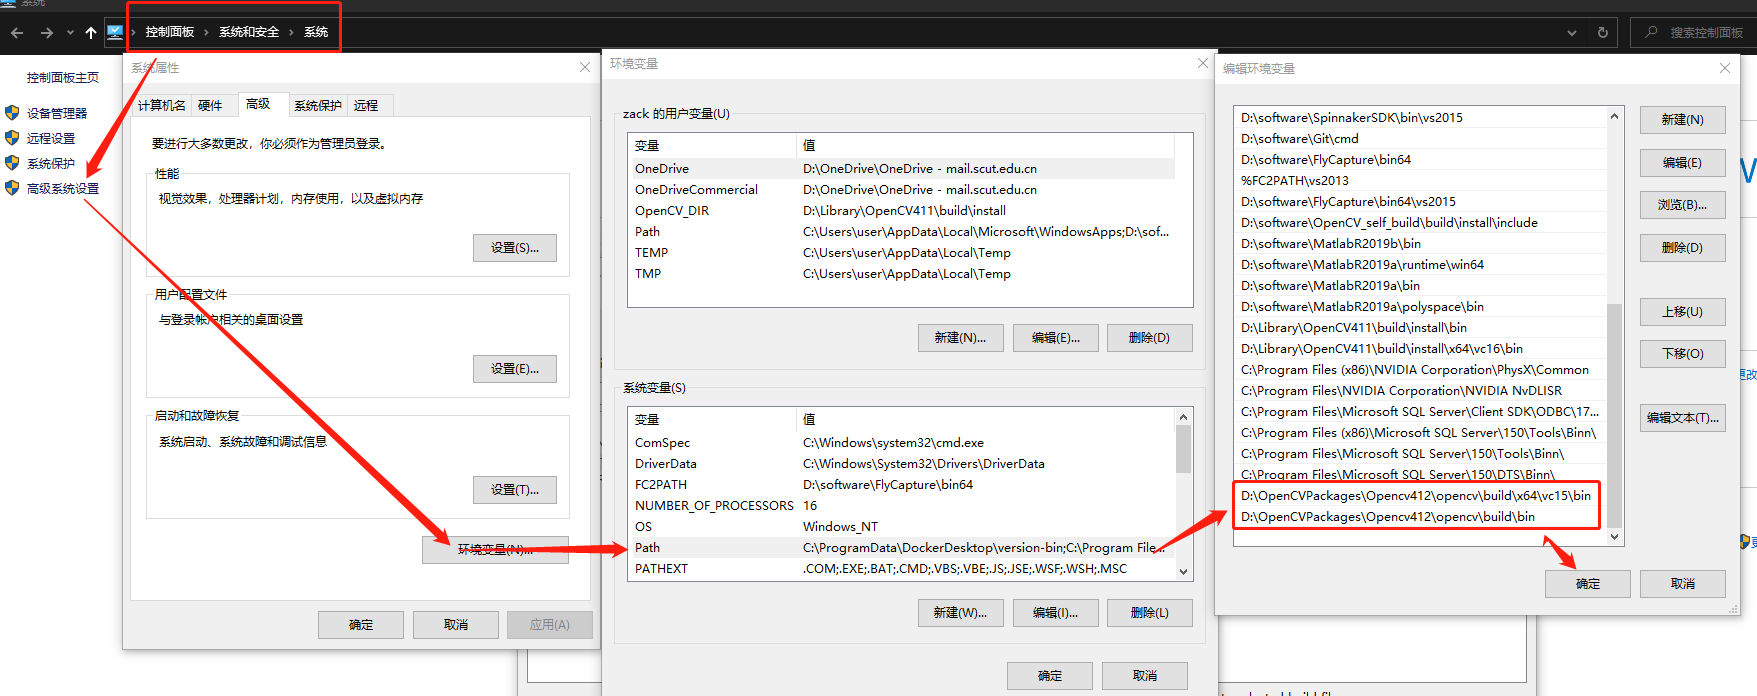 系统
控制面板 › 系统和安全 › 系统
搜索控制面板
控制面板主页
设备管理器
远程设置
系统保护
高级系统设置
系统属性
计算机名 硬件 高级 系统保护 远程
要进行大多数更改，你必须作为管理员登录。
性能
视觉效果，处理器计划，内存使用，以及虚拟内存
设置(S)...
用户配置文件
与登录帐户相关的桌面设置
设置(E)...
启动和故障恢复
系统启动、系统故障和调试信息
设置(T)...
环境变量(N)...
确定 取消 应用(A)
环境变量
zack 的用户变量(U)
变量 值
OneDrive D:\OneDrive\OneDrive - mail.scut.edu.cn
OneDriveCommercial D:\OneDrive\OneDrive - mail.scut.edu.cn
OpenCV_DIR D:\Library\OpenCV411\build\install
Path C:\Users\user\AppData\Local\Microsoft\WindowsApps;D:\sof...
TEMP C:\Users\user\AppData\Local\Temp
TMP C:\Users\user\AppData\Local\Temp
新建(N)... 编辑(E)... 删除(D)
系统变量(S)
变量 值
ComSpec C:\Windows\system32\cmd.exe
DriverData C:\Windows\System32\Drivers\DriverData
FC2PATH D:\software\FlyCapture\bin64
NUMBER_OF_PROCESSORS 16
OS Windows_NT
Path C:\ProgramData\DockerDesktop\version-bin;C:\Program File...
PATHEXT .COM;.EXE;.BAT;.CMD;.VBS;.VBE;.JS;.JSE;.WSF;.WSH;.MSC
新建(W)... 编辑(I)... 删除(L)
确定 取消
编辑环境变量
D:\software\SpinnakerSDK\bin\vs2015
D:\software\Git\cmd
D:\software\FlyCapture\bin64
%FC2PATH\vs2013
D:\software\FlyCapture\bin64\vs2015
D:\software\OpenCV_self_build\build\install\include
D:\software\MatlabR2019b\bin
D:\software\MatlabR2019a\runtime\win64
D:\software\MatlabR2019a\bin
D:\software\MatlabR2019a\polyspace\bin
D:\Library\OpenCV411\build\install\bin
D:\Library\OpenCV411\build\install\x64\vc16\bin
C:\Program Files (x86)\NVIDIA Corporation\PhysX\Common
C:\Program Files\NVIDIA Corporation\NVIDIA NvDLISR
C:\Program Files\Microsoft SQL Server\Client SDK\ODBC\17...
C:\Program Files (x86)\Microsoft SQL Server\150\Tools\Binn\
C:\Program Files\Microsoft SQL Server\150\Tools\Binn\
C:\Program Files\Microsoft SQL Server\150\DTS\Binn\
D:\OpenCVPackages\Opencv412\opencv\build\x64\vc15\bin
D:\OpenCVPackages\Opencv412\opencv\build\bin
新建(N)
编辑(E)
浏览(B)...
删除(D)
上移(U)
下移(O)
编辑文本(T)...
确定 取消
更改